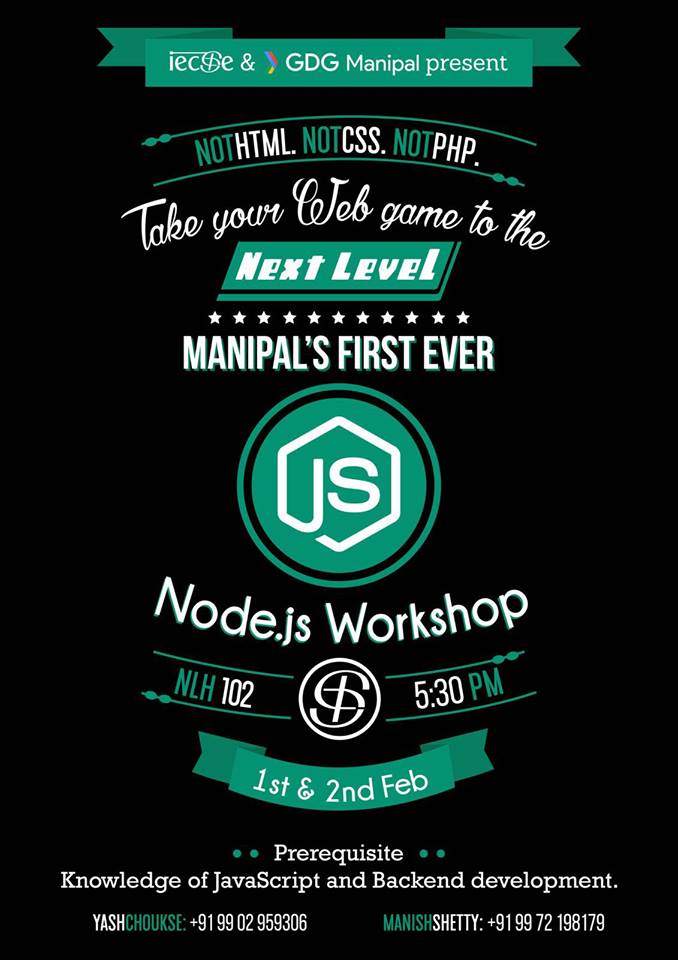 iecse & GDG Manipal present
NOTHTML. NOTCSS. NOTPHP.
Take your Web game to the
Next Level
MANIPAL'S FIRST EVER
JS
Node.js Workshop
NLH 102
5:30 PM
1st & 2nd Feb
Prerequisite
Knowledge of JavaScript and Backend development.
YASHCHOUKSE: +91 99 02 959306
MANISHSHETTY: +91 99 72 198179